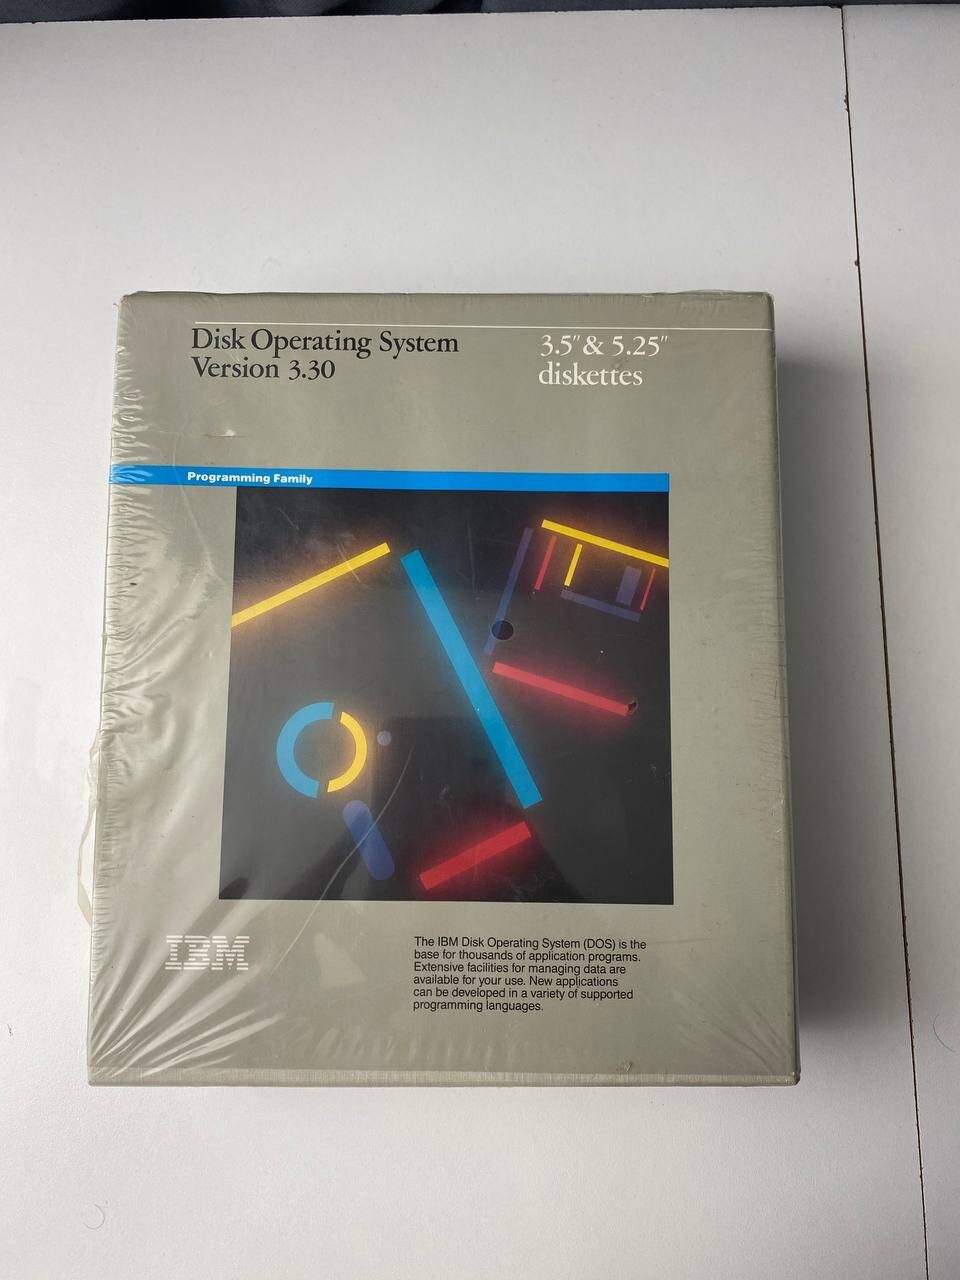 Disk Operating System
Version 3.30
3.5" & 5.25"
diskettes
Programming Family
IBM
The IBM Disk Operating System (DOS) is the
base for thousands of application programs.
Extensive facilities for managing data are
available for your use. New applications
can be developed in a variety of supported
programming languages.